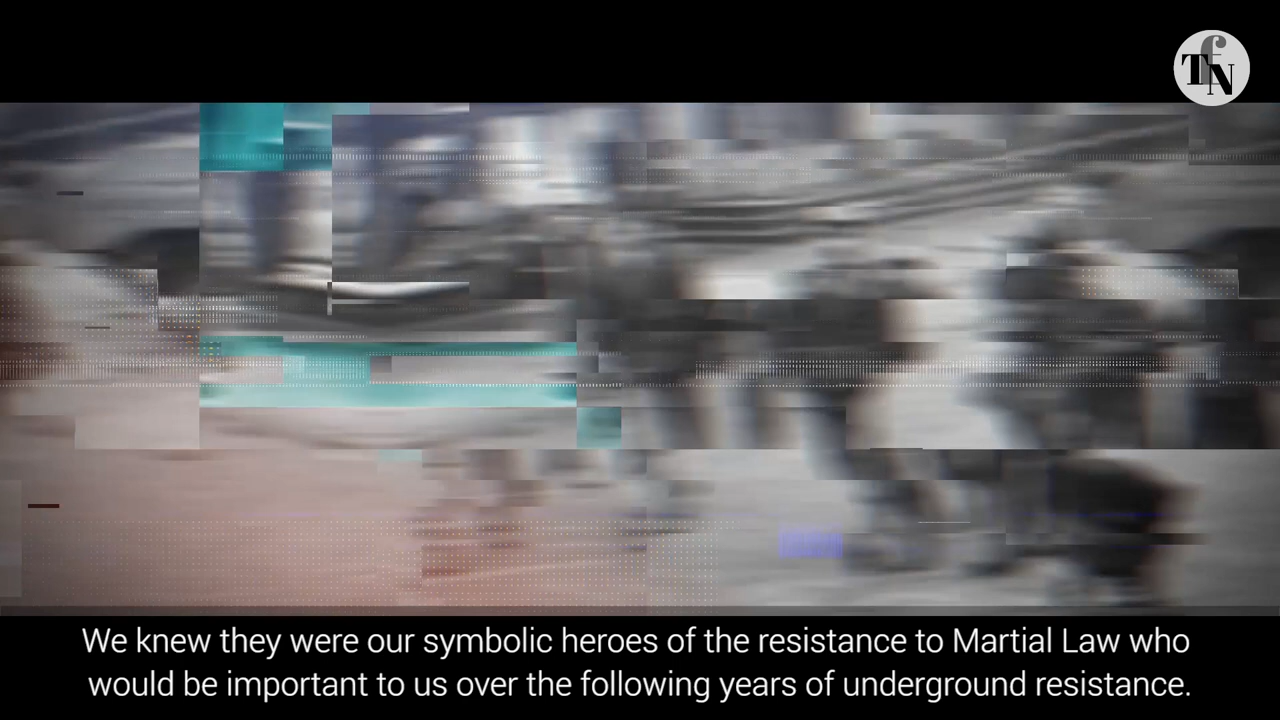 TfN
We knew they were our symbolic heroes of the resistance to Martial Law who
would be important to us over the following years of underground resistance.